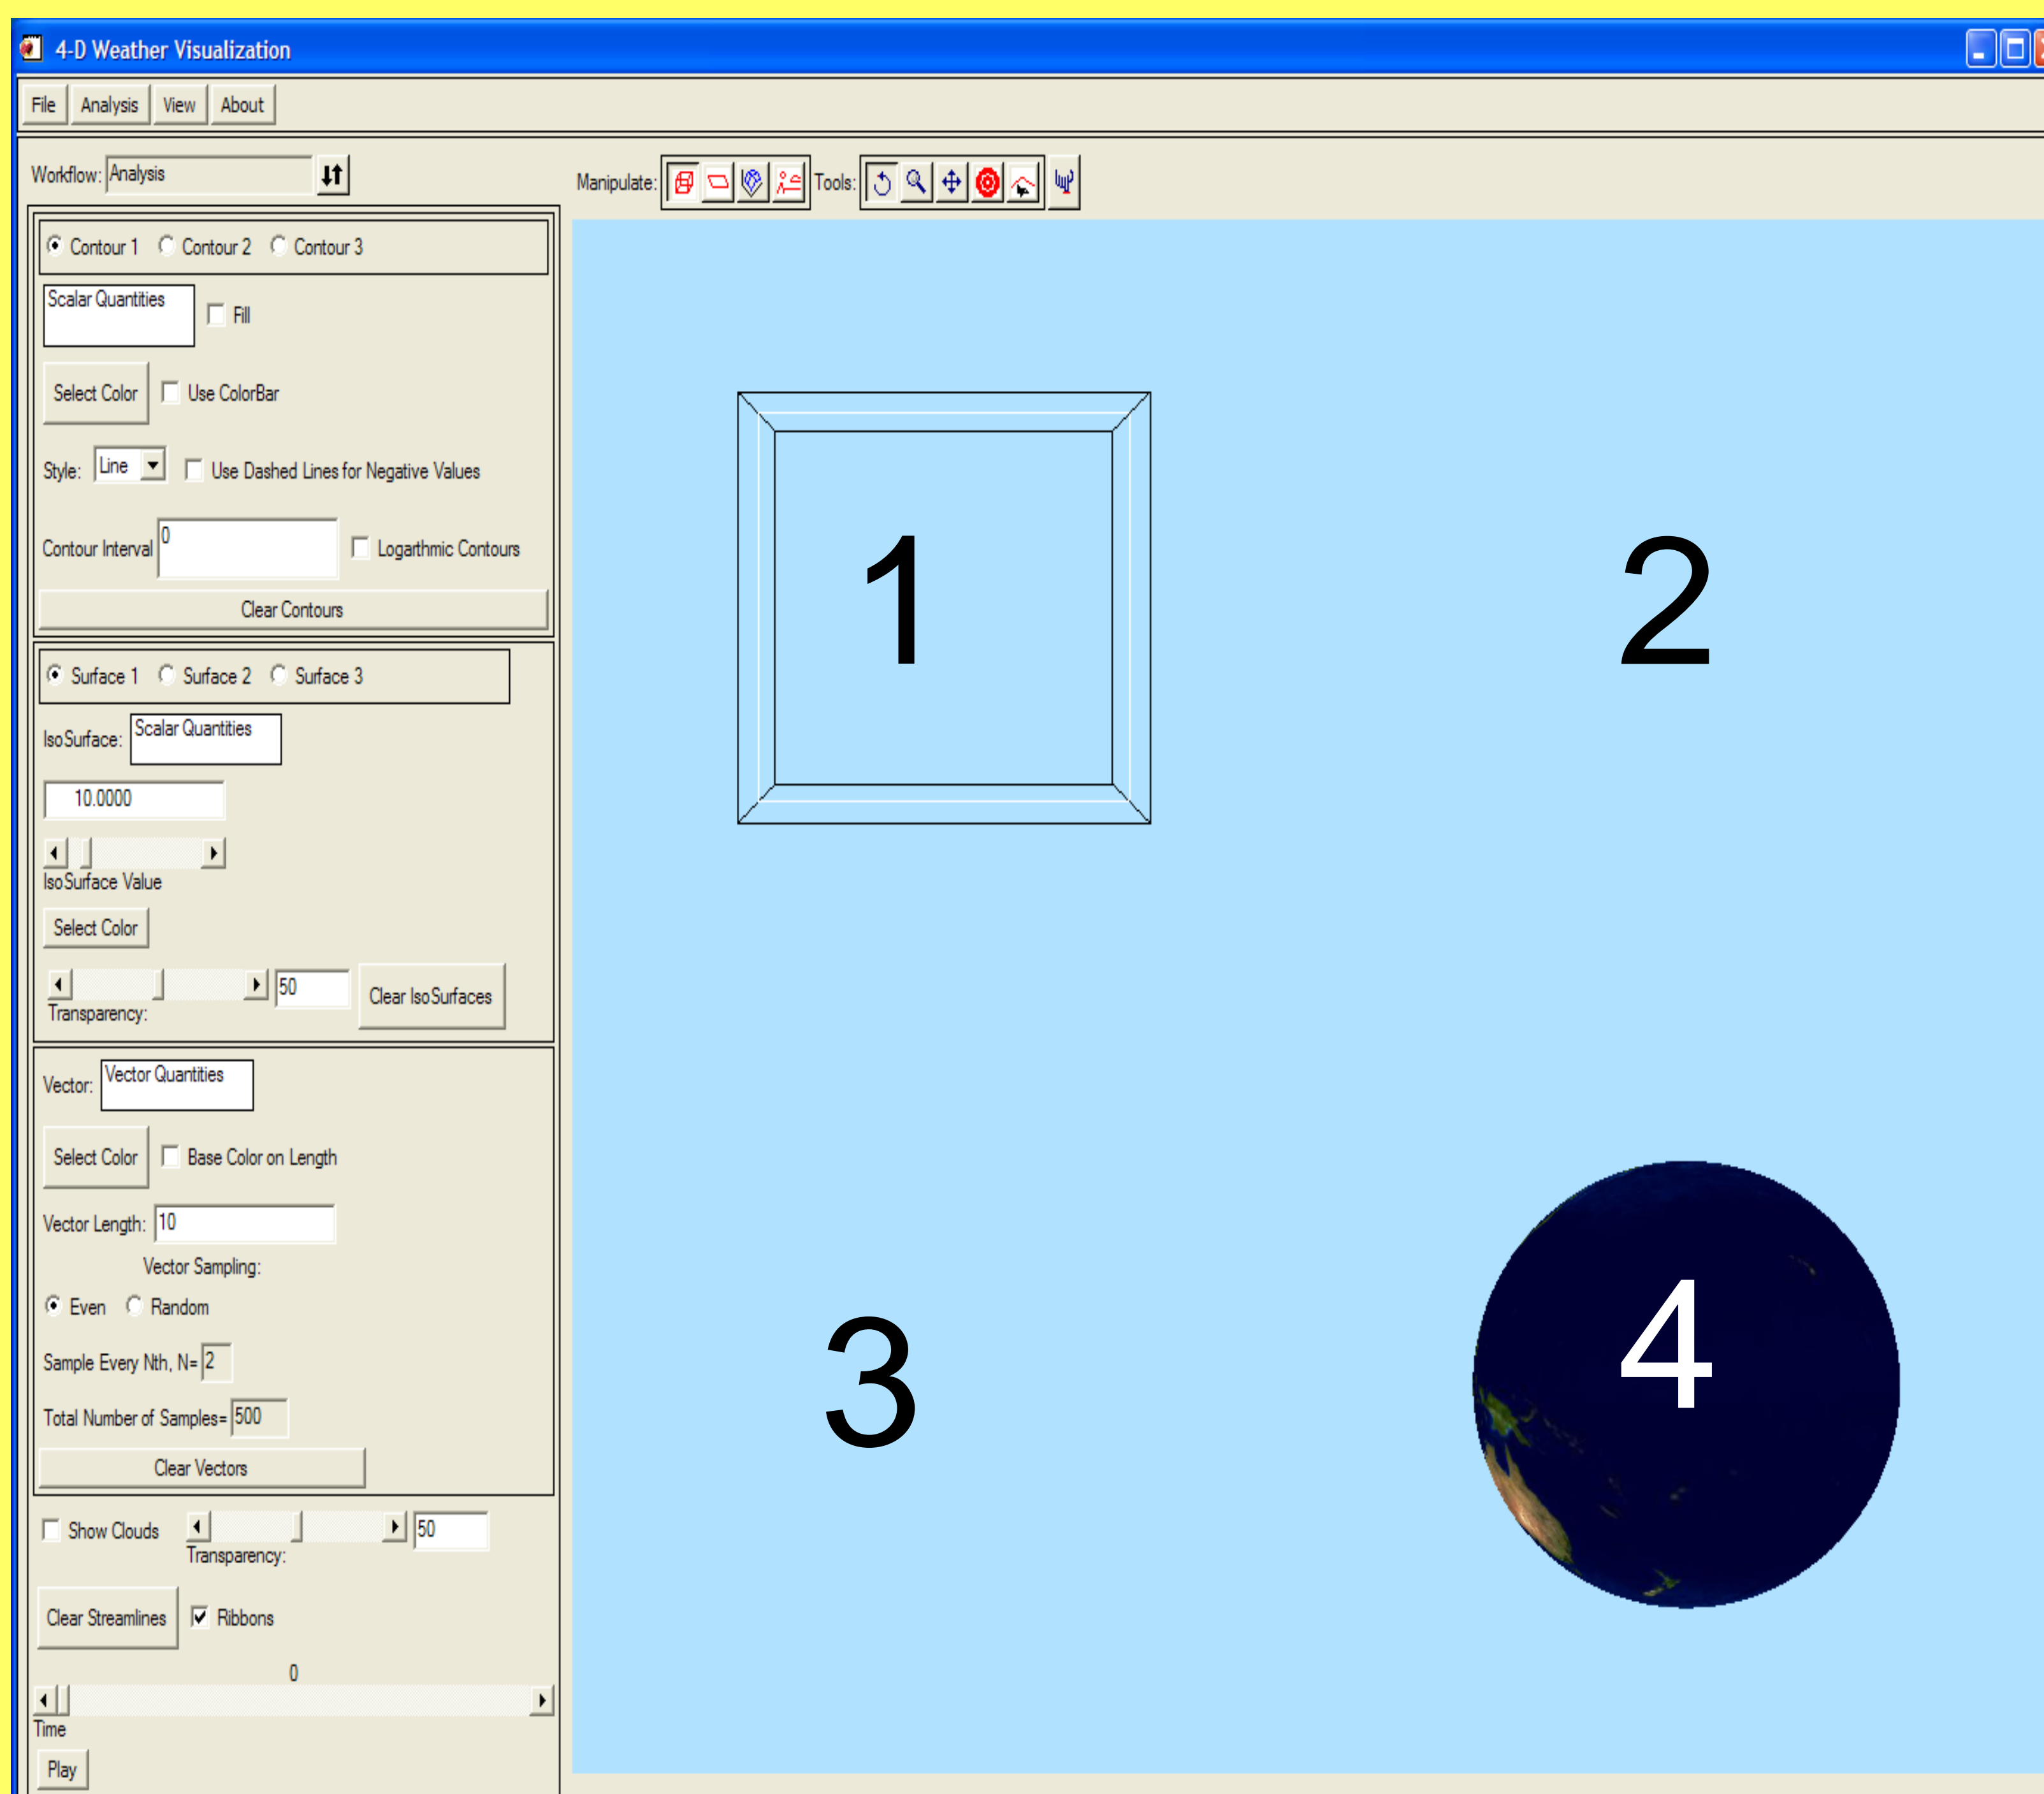 4-D Weather Visualization
File Analysis View About
Workflow: Analysis
Manipulate: Tools:
Contour 1 Contour 2 Contour 3
Scalar Quantities
Fill
Select Color Use ColorBar
Style: Line Use Dashed Lines for Negative Values
Contour Interval 0 Logarthmic Contours
Clear Contours
Surface 1 Surface 2 Surface 3
IsoSurface: Scalar Quantities
10.0000
IsoSurface Value
Select Color
50 Clear IsoSurfaces
Transparency:
Vector: Vector Quantities
Select Color Base Color on Length
Vector Length: 10
Vector Sampling:
Even Random
Sample Every Nth, N= 2
Total Number of Samples= 500
Clear Vectors
Show Clouds 50
Transparency:
Clear Streamlines Ribbons
0
Time
Play
1 2
3 4